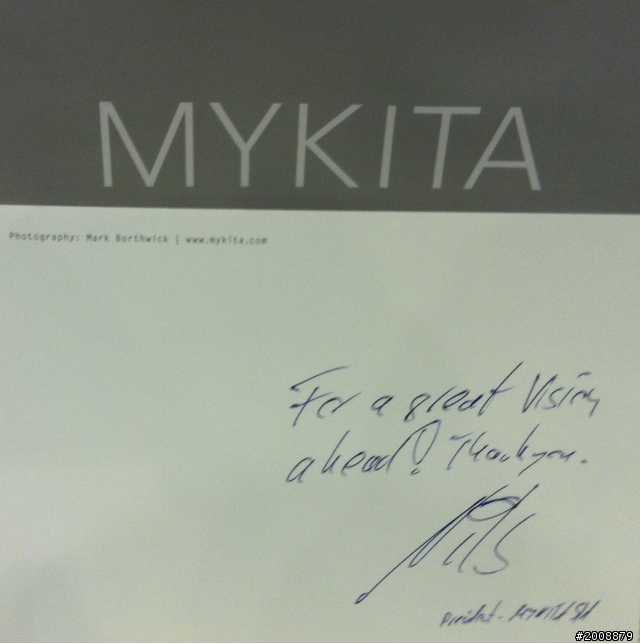 MYKITA
Photography: Mark Borthwick | www.mykita.com
For a great Vision
ahead! Thank you.
#2008879